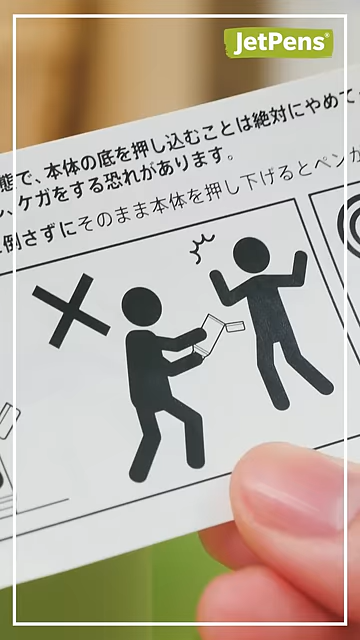 JetPens
態で、本体の底を押し込むことは絶対にやめて
、ケガをする恐れがあります。
倒さずにそのまま本体を押し下げるとペンが